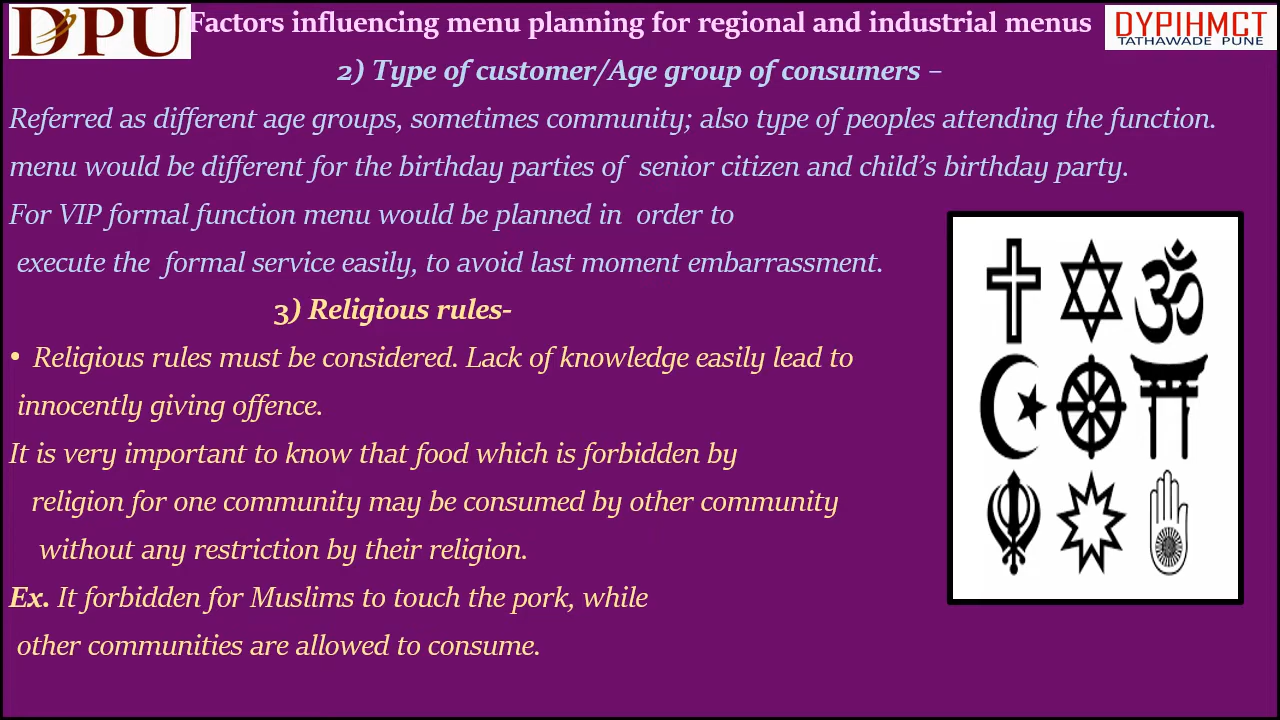 DPU
Factors influencing menu planning for regional and industrial menus
DYPIHMCT
TATHAWADE PUNE
2) Type of customer/Age group of consumers –
Referred as different age groups, sometimes community; also type of peoples attending the function.
menu would be different for the birthday parties of senior citizen and child’s birthday party.
For VIP formal function menu would be planned in order to
execute the formal service easily, to avoid last moment embarrassment.
3) Religious rules-
• Religious rules must be considered. Lack of knowledge easily lead to
innocently giving offence.
It is very important to know that food which is forbidden by
religion for one community may be consumed by other community
without any restriction by their religion.
Ex. It forbidden for Muslims to touch the pork, while
other communities are allowed to consume.
ॐ